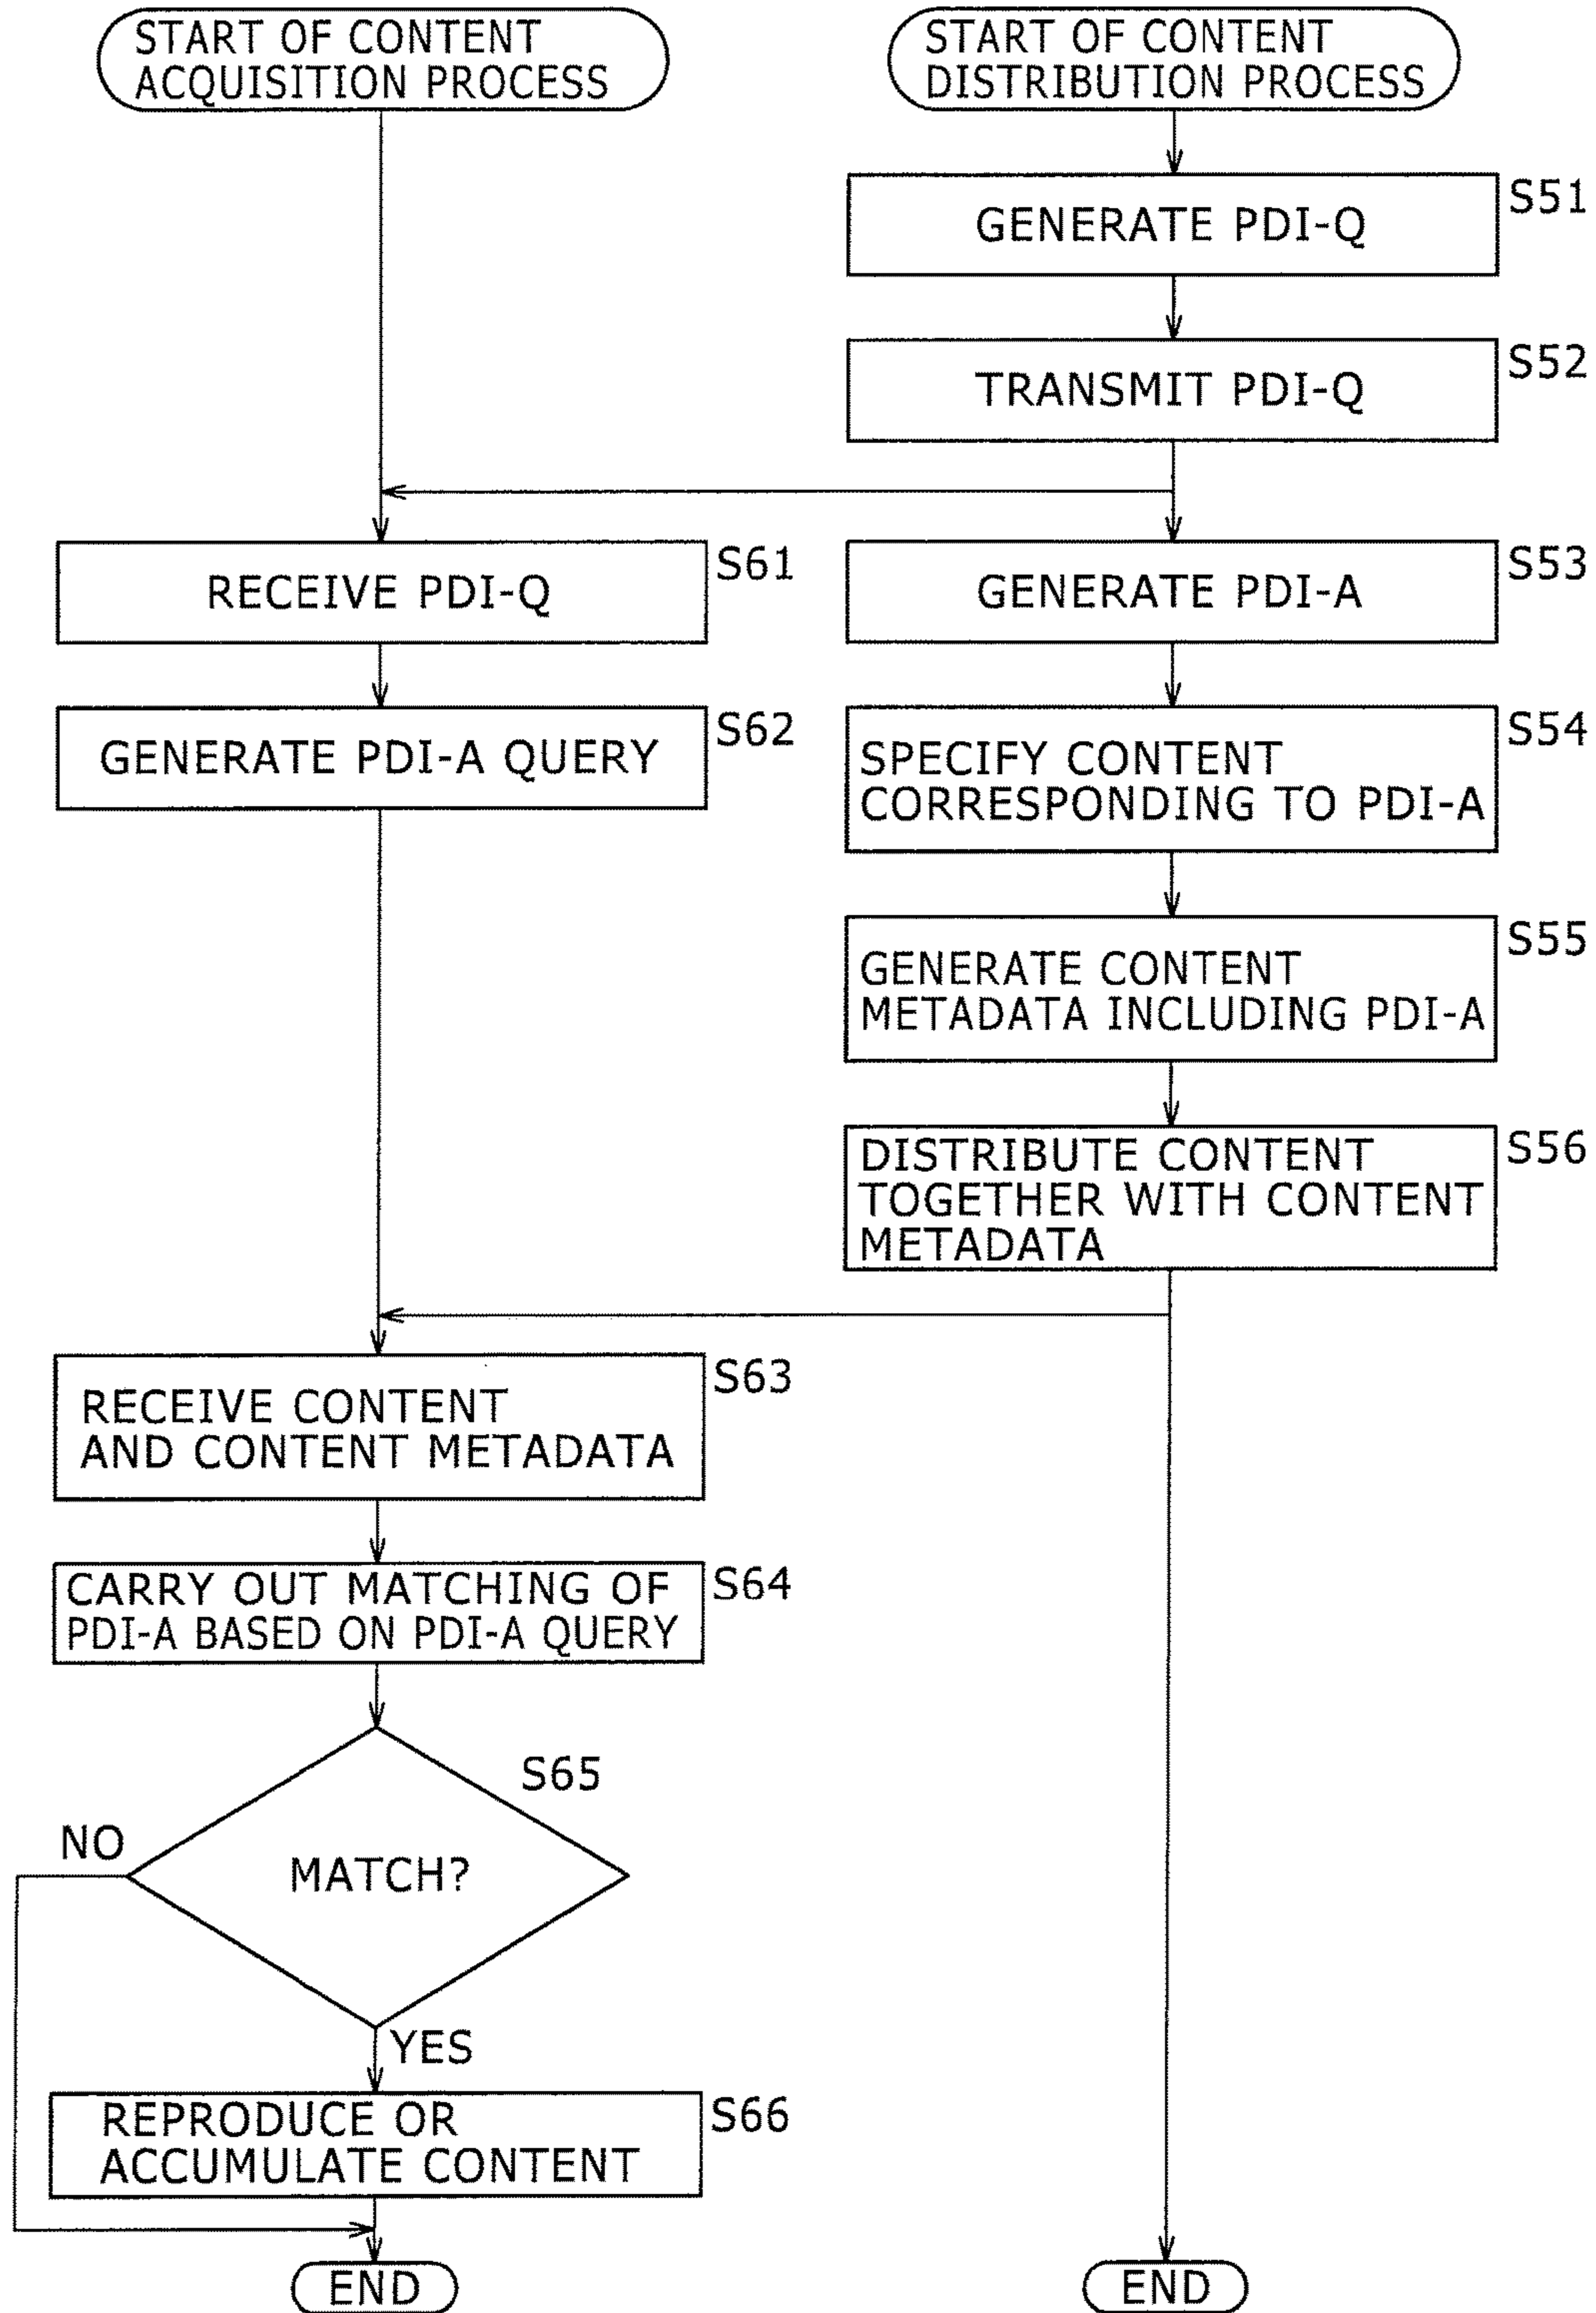 START OF CONTENT
ACQUISITION PROCESS
START OF CONTENT
DISTRIBUTION PROCESS
GENERATE PDI-Q
S51
TRANSMIT PDI-Q
S52
RECEIVE PDI-Q
S61
GENERATE PDI-A
S53
GENERATE PDI-A QUERY
S62
SPECIFY CONTENT
CORRESPONDING TO PDI-A
S54
GENERATE CONTENT
METADATA INCLUDING PDI-A
S55
DISTRIBUTE CONTENT
TOGETHER WITH CONTENT
METADATA
S56
RECEIVE CONTENT
AND CONTENT METADATA
S63
CARRY OUT MATCHING OF
PDI-A BASED ON PDI-A QUERY
S64
S65
NO
MATCH?
YES
REPRODUCE OR
ACCUMULATE CONTENT
S66
END
END